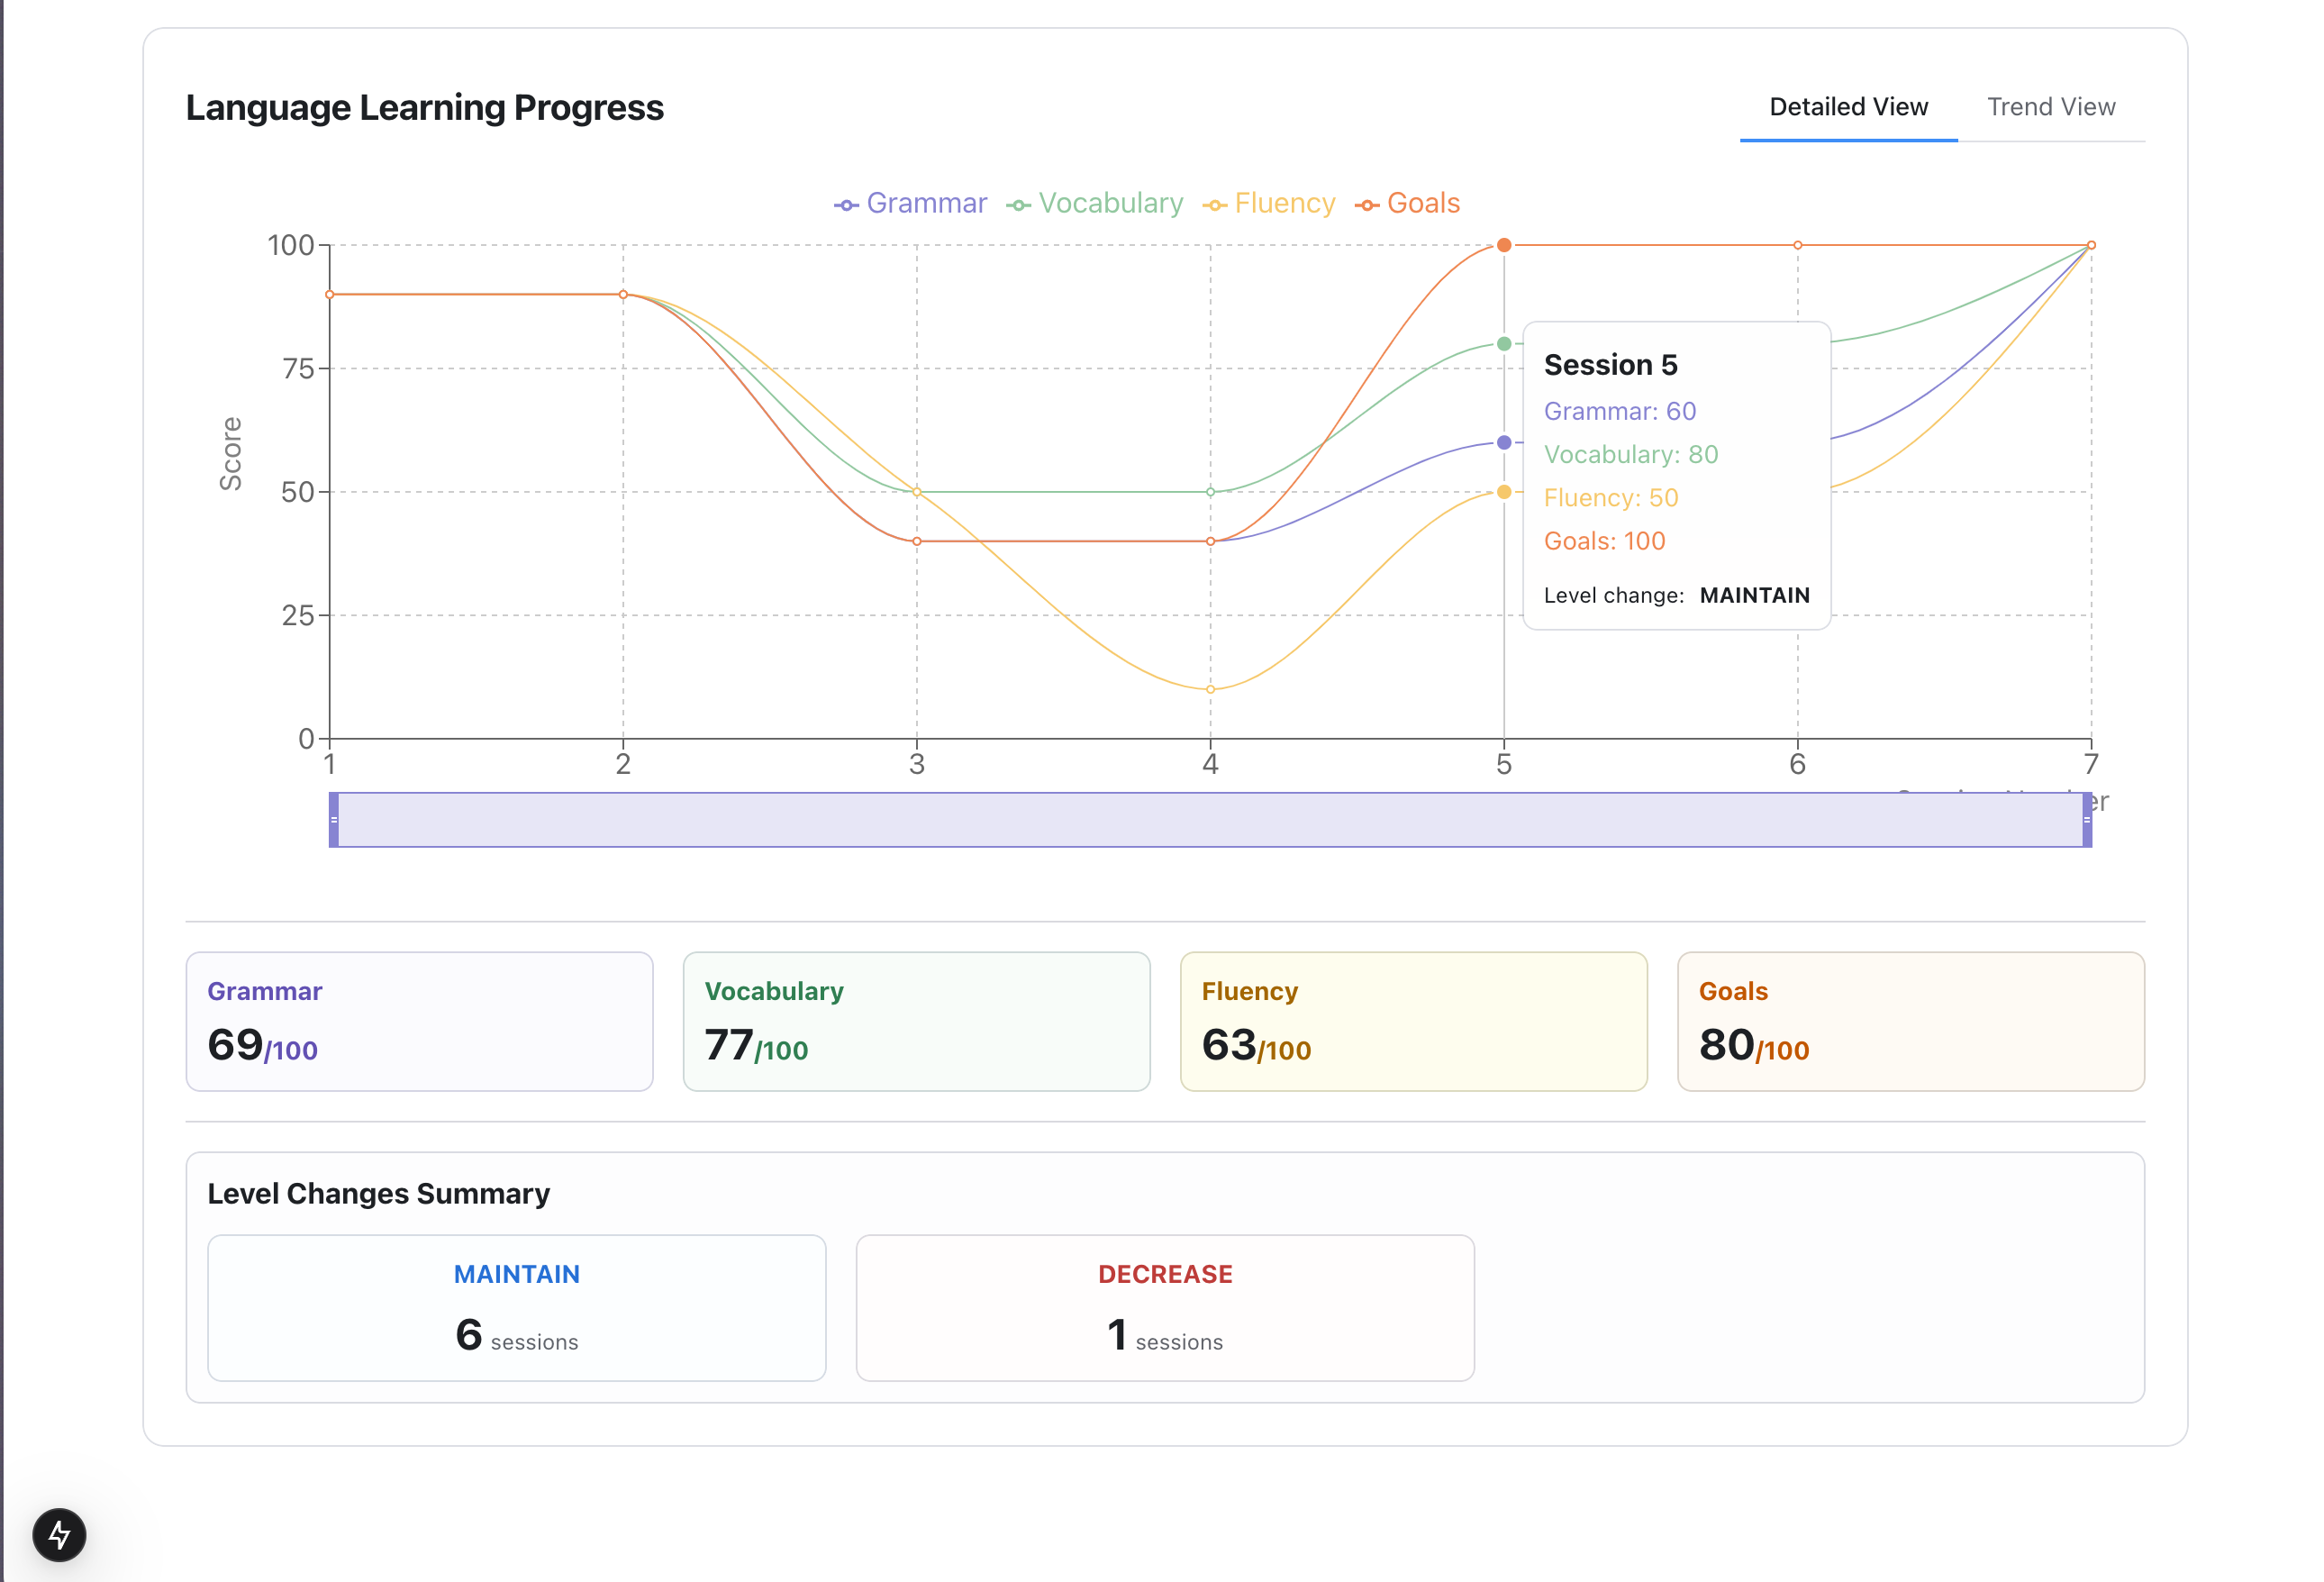 Language Learning Progress
Detailed View
Trend View
Grammar
Vocabulary
Fluency
Goals
100
75
50
25
0
Score
Session 5
Grammar: 60
Vocabulary: 80
Fluency: 50
Goals: 100
Level change: MAINTAIN
1
2
3
4
5
6
7
Grammar
69/100
Vocabulary
77/100
Fluency
63/100
Goals
80/100
Level Changes Summary
MAINTAIN
6 sessions
DECREASE
1 sessions